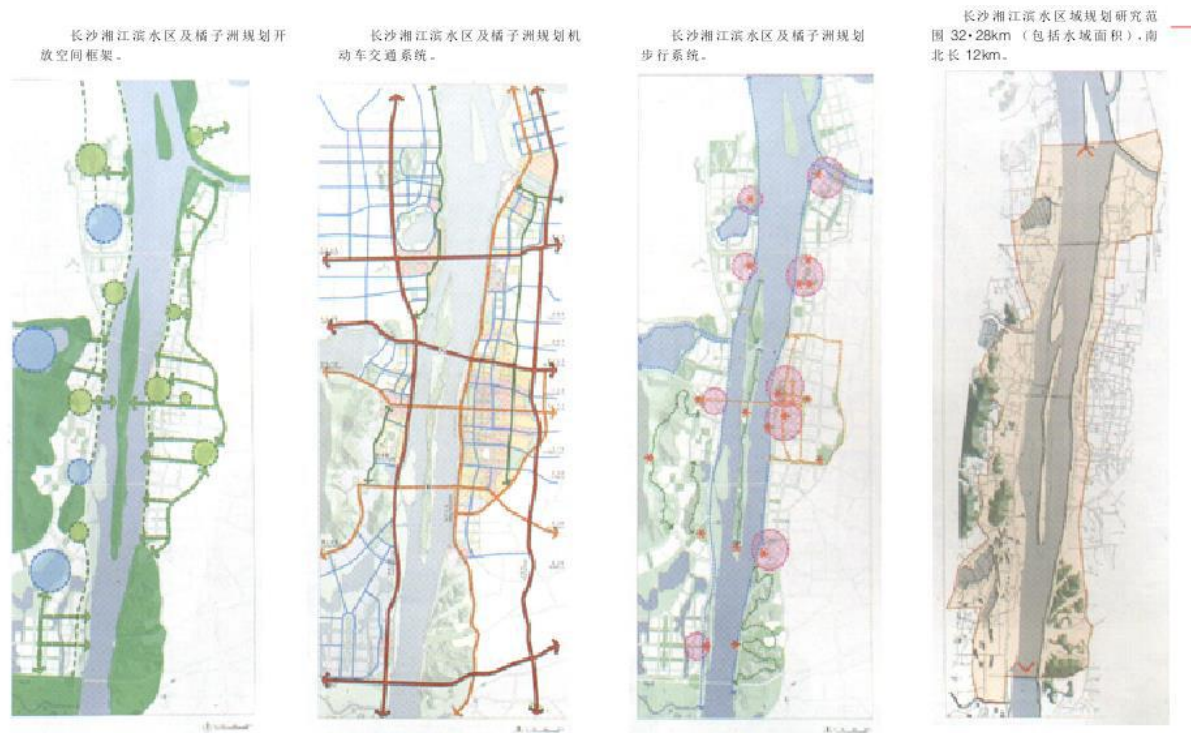 长沙湘江滨水区及橘子洲规划开
放空间框架。
长沙湘江滨水区及橘子洲规划机
动车交通系统。
长沙湘江滨水区及橘子洲规划
步行系统。
长沙湘江滨水区域规划研究范
围 32·28km （包括水域面积），南
北长 12km。